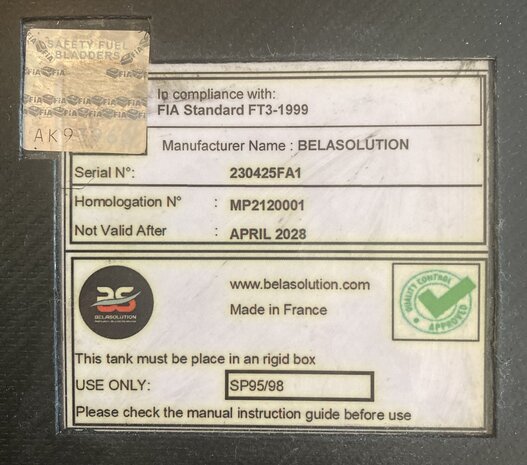 SAFETY FUEL
BLADDERS
FIA
In compliance with:
FIA Standard FT3-1999
Manufacturer Name : BELASOLUTION
Serial N°: 230425FA1
Homologation N° : MP2120001
Not Valid After : APRIL 2028
BS
BELASOLUTION
www.belasolution.com
Made in France
QUALITY CONTROL
APPROVED
This tank must be place in an rigid box
USE ONLY: SP95/98
Please check the manual instruction guide before use